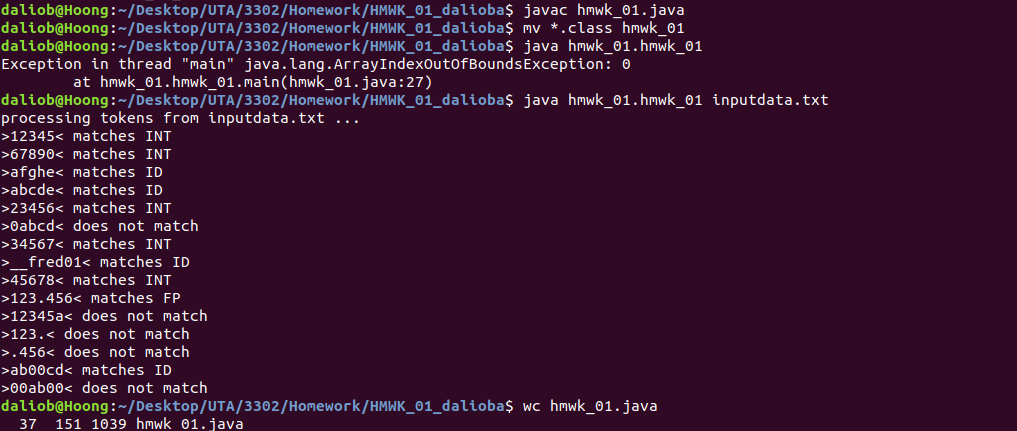 daliob@Hoong:~/Desktop/UTA/3302/Homework/HMWK_01_dalioba$ javac hmwk_01.java
daliob@Hoong:~/Desktop/UTA/3302/Homework/HMWK_01_dalioba$ mv *.class hmwk_01
daliob@Hoong:~/Desktop/UTA/3302/Homework/HMWK_01_dalioba$ java hmwk_01.hmwk_01
Exception in thread "main" java.lang.ArrayIndexOutOfBoundsException: 0
        at hmwk_01.hmwk_01.main(hmwk_01.java:27)
daliob@Hoong:~/Desktop/UTA/3302/Homework/HMWK_01_dalioba$ java hmwk_01.hmwk_01 inputdata.txt
processing tokens from inputdata.txt ...
>12345< matches INT
>67890< matches INT
>afghe< matches ID
>abcde< matches ID
>23456< matches INT
>0abcd< does not match
>34567< matches INT
>__fred01< matches ID
>45678< matches INT
>123.456< matches FP
>12345a< does not match
>123.< does not match
>.456< does not match
>ab00cd< matches ID
>00ab00< does not match
daliob@Hoong:~/Desktop/UTA/3302/Homework/HMWK_01_dalioba$ wc hmwk_01.java
  37  151 1039 hmwk_01.java